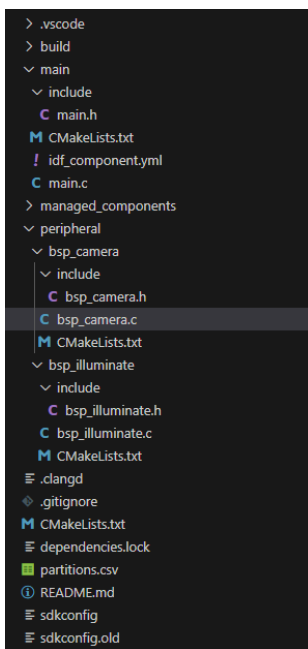 .vscode
build
main
include
C main.h
M CMakeLists.txt
! idf_component.yml
C main.c
managed_components
peripheral
bsp_camera
include
C bsp_camera.h
C bsp_camera.c
M CMakeLists.txt
bsp_illuminate
include
C bsp_illuminate.h
C bsp_illuminate.c
M CMakeLists.txt
.clangd
.gitignore
M CMakeLists.txt
dependencies.lock
partitions.csv
README.md
sdkconfig
sdkconfig.old